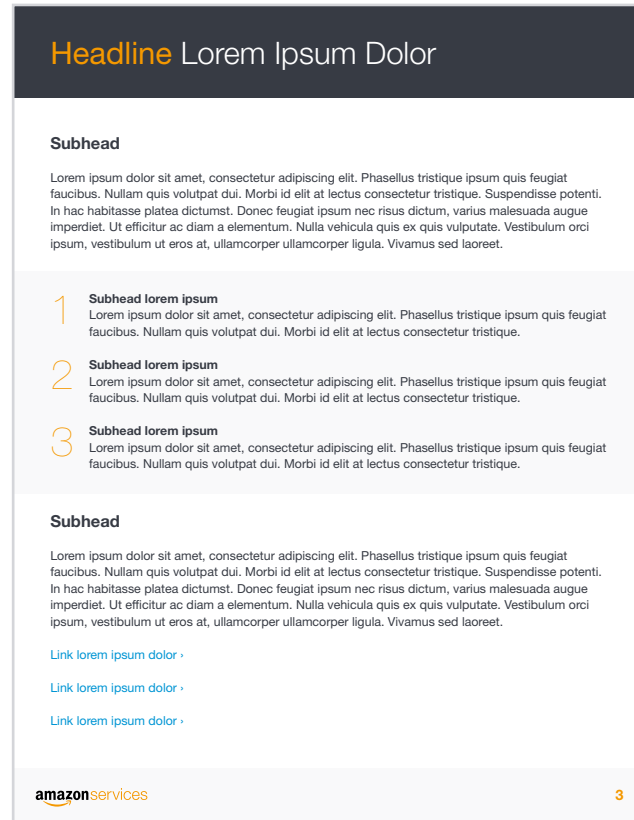 Headline Lorem Ipsum Dolor
Subhead
Lorem ipsum dolor sit amet, consectetur adipiscing elit. Phasellus tristique ipsum quis feugiat
faucibus. Nullam quis volutpat dui. Morbi id elit at lectus consectetur tristique. Suspendisse potenti.
In hac habitasse platea dictumst. Donec feugiat ipsum nec risus dictum, varius malesuada augue
imperdiet. Ut efficitur ac diam a elementum. Nulla vehicula quis ex quis vulputate. Vestibulum orci
ipsum, vestibulum ut eros at, ullamcorper ullamcorper ligula. Vivamus sed laoreet.
1
Subhead lorem ipsum
Lorem ipsum dolor sit amet, consectetur adipiscing elit. Phasellus tristique ipsum quis feugiat
faucibus. Nullam quis volutpat dui. Morbi id elit at lectus consectetur tristique.
2
Subhead lorem ipsum
Lorem ipsum dolor sit amet, consectetur adipiscing elit. Phasellus tristique ipsum quis feugiat
faucibus. Nullam quis volutpat dui. Morbi id elit at lectus consectetur tristique.
3
Subhead lorem ipsum
Lorem ipsum dolor sit amet, consectetur adipiscing elit. Phasellus tristique ipsum quis feugiat
faucibus. Nullam quis volutpat dui. Morbi id elit at lectus consectetur tristique.
Subhead
Lorem ipsum dolor sit amet, consectetur adipiscing elit. Phasellus tristique ipsum quis feugiat
faucibus. Nullam quis volutpat dui. Morbi id elit at lectus consectetur tristique. Suspendisse potenti.
In hac habitasse platea dictumst. Donec feugiat ipsum nec risus dictum, varius malesuada augue
imperdiet. Ut efficitur ac diam a elementum. Nulla vehicula quis ex quis vulputate. Vestibulum orci
ipsum, vestibulum ut eros at, ullamcorper ullamcorper ligula. Vivamus sed laoreet.
Link lorem ipsum dolor ›
Link lorem ipsum dolor ›
Link lorem ipsum dolor ›
amazonservices
3